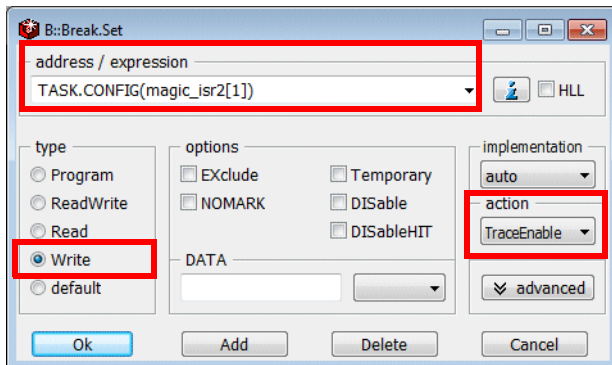 B::Break.Set
address / expression
TASK.CONFIG(magic_isr2[1])
i
HLL
type
Program
ReadWrite
Read
Write
default
options
EXclude
NOMARK
Temporary
DISable
DISableHIT
DATA
implementation
auto
action
TraceEnable
advanced
Ok
Add
Delete
Cancel